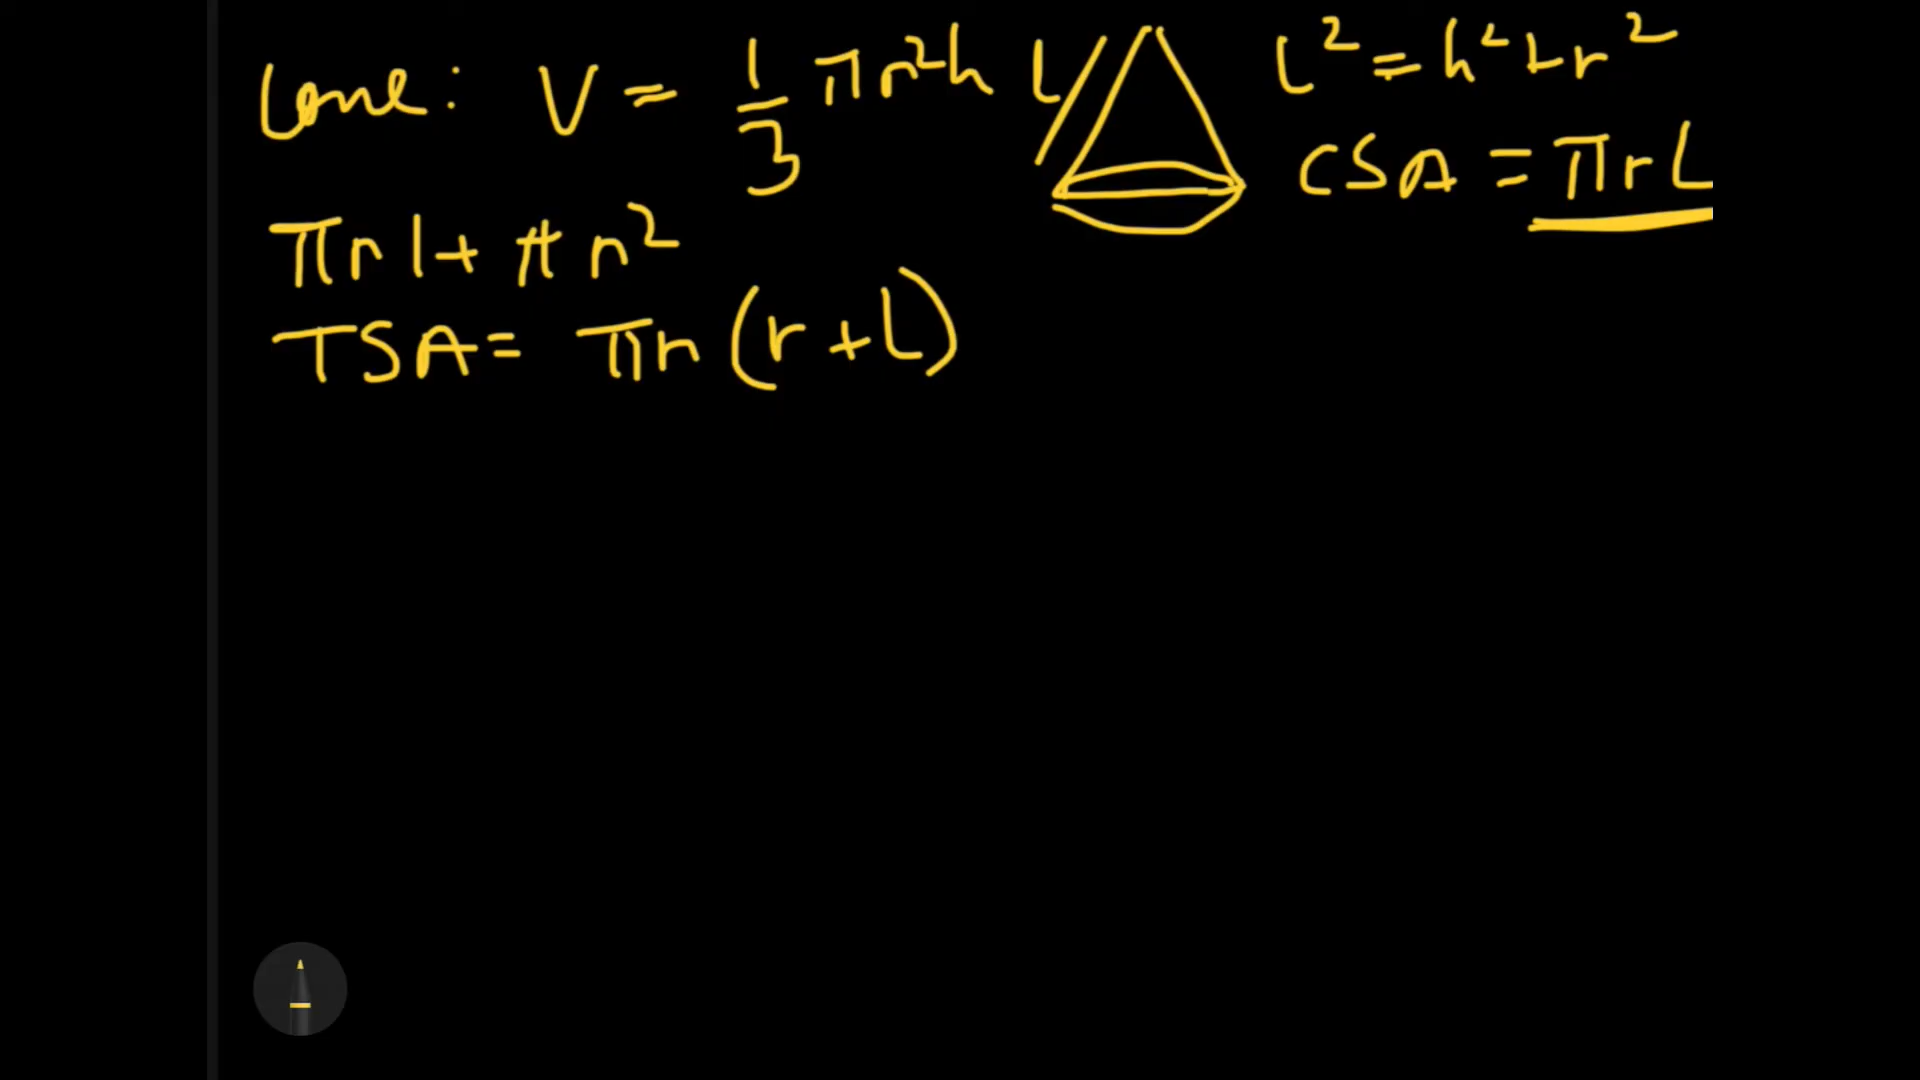 Cone: V = 1/3 πr²h
L
L² = h² + r²
CSA = πrL
πrl + πr²
TSA = πr(r + L)